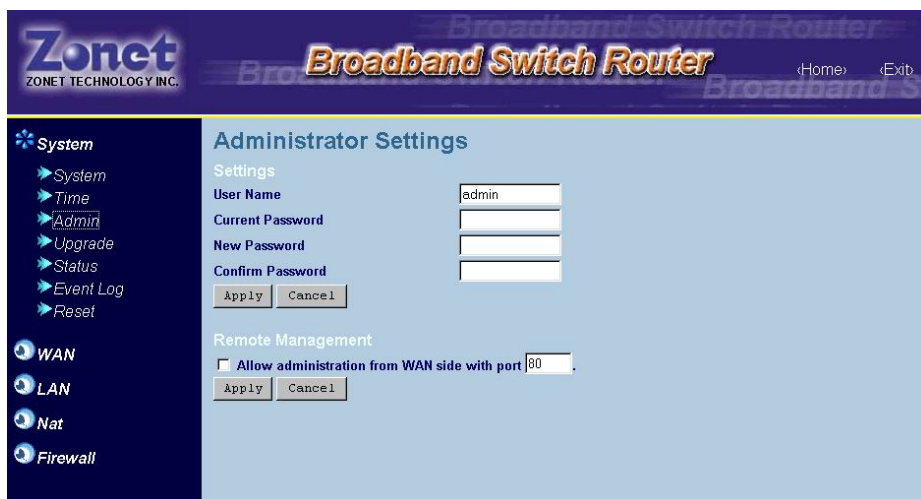 Zonet
ZONET TECHNOLOGY INC.
Broadband Switch Router
Broadband Switch Router
‹Home› ‹Exit›
System
System
Time
Admin
Upgrade
Status
Event Log
Reset
WAN
LAN
Nat
Firewall
Administrator Settings
Settings
User Name admin
Current Password
New Password
Confirm Password
Apply Cancel
Remote Management
Allow administration from WAN side with port 80 .
Apply Cancel